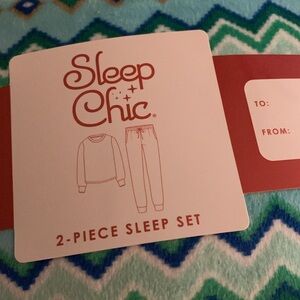 Sleep
Chic®
2-PIECE SLEEP SET
TO:
FROM: